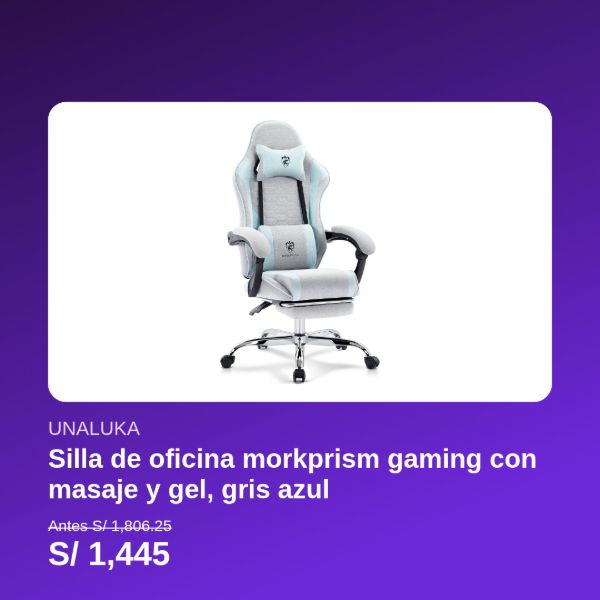 UNALUKA
Silla de oficina morkprism gaming con
masaje y gel, gris azul
Antes S/ 1,806.25
S/ 1,445